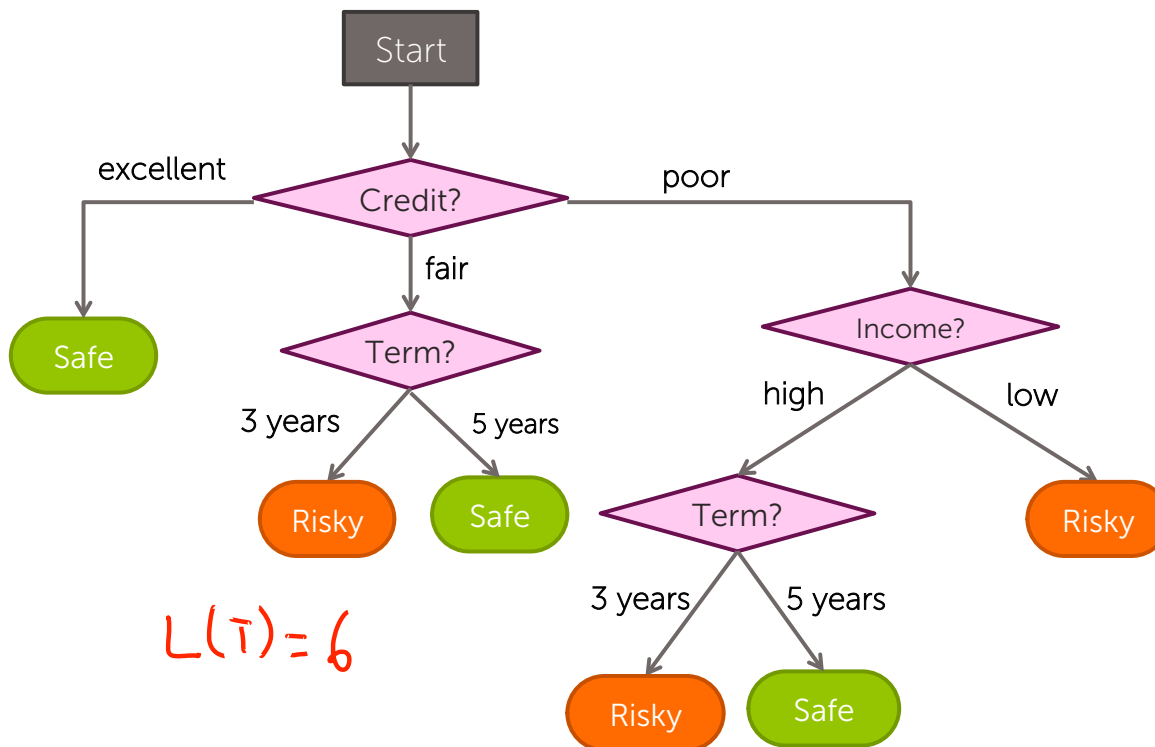 Start
excellent
poor
Credit?
fair
Income?
Safe
Term?
high
low
3 years
5 years
Risky
Safe
Term?
Risky
3 years
5 years
L(T)=6
Risky
Safe